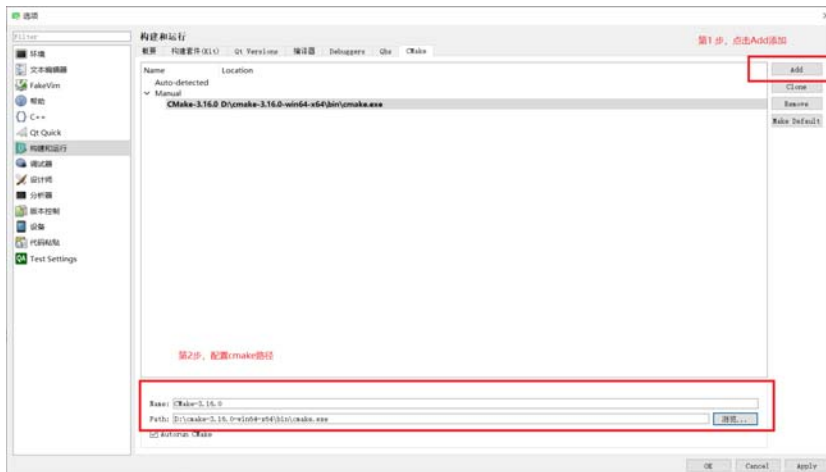 选项
Filter
环境
文本编辑器
FakeVim
帮助
C++
Qt Quick
构建和运行
调试器
设计师
分析器
版本控制
设备
代码粘贴
Test Settings
构建和运行
概要 构建套件(Kit) Qt Versions 编译器 Debuggers Qbs CMake
第1步，点击Add添加
Name Location
Auto-detected
Manual
CMake-3.16.0 D:\cmake-3.16.0-win64-x64\bin\cmake.exe
Add
Clone
Remove
Make Default
第2步，配置cmake路径
Name: CMake-3.16.0
Path: D:\cmake-3.16.0-win64-x64\bin\cmake.exe 浏览...
Autorun CMake
OK Cancel Apply